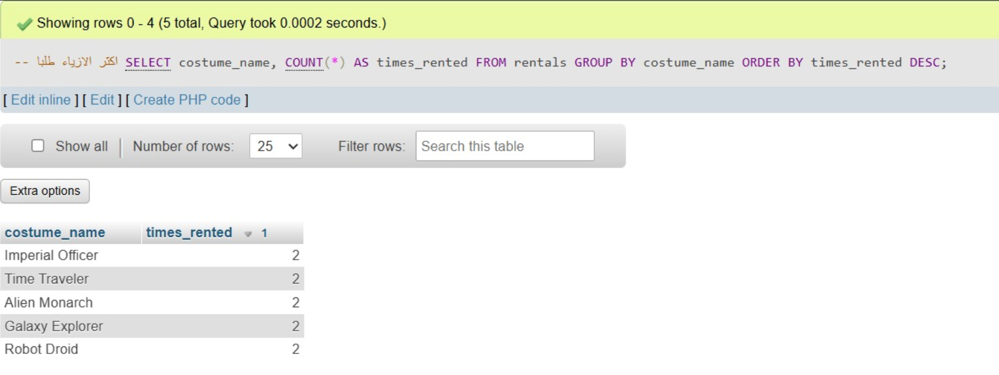 Showing rows 0 - 4 (5 total, Query took 0.0002 seconds.)
-- اكثر الازياء طلبا SELECT costume_name, COUNT(*) AS times_rented FROM rentals GROUP BY costume_name ORDER BY times_rented DESC;
[ Edit inline ] [ Edit ] [ Create PHP code ]
Show all | Number of rows: 25 Filter rows: Search this table
Extra options
costume_name times_rented 1
Imperial Officer 2
Time Traveler 2
Alien Monarch 2
Galaxy Explorer 2
Robot Droid 2